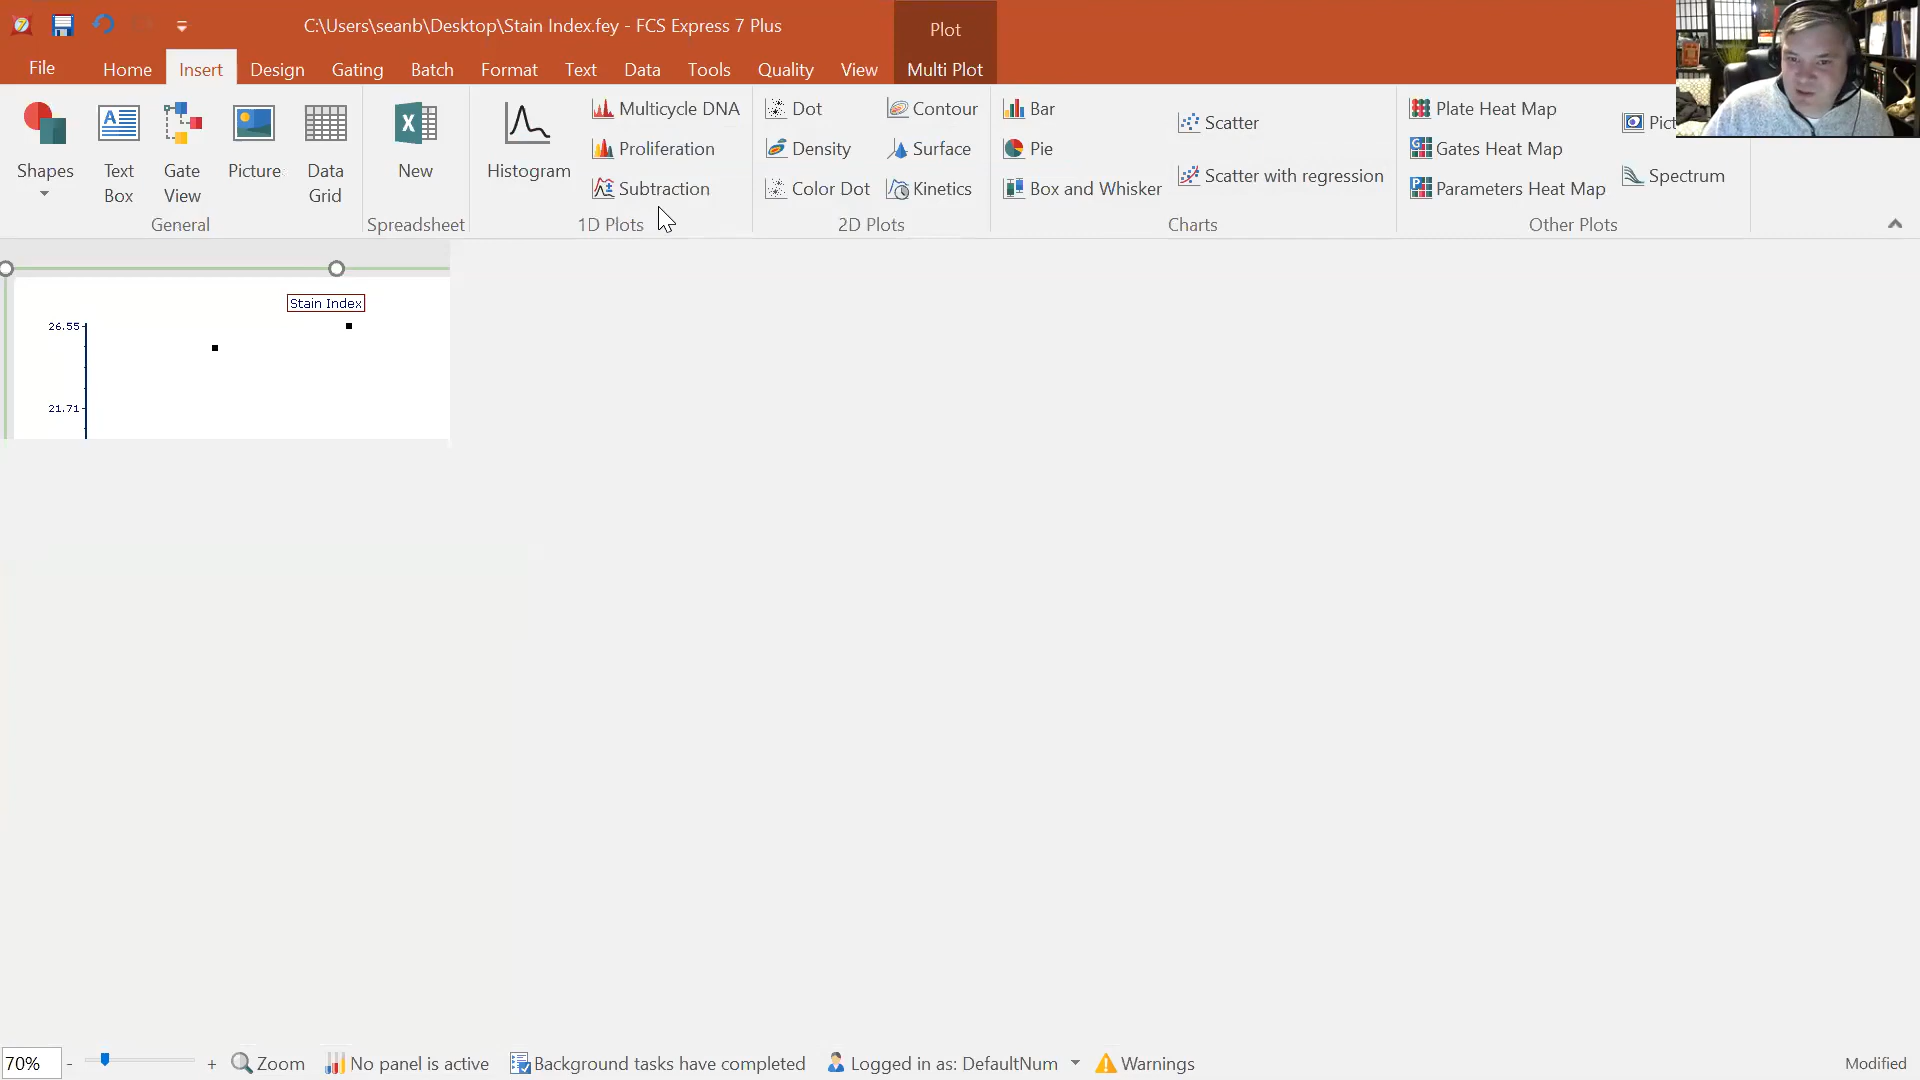 C:\Users\seanb\Desktop\Stain Index.fey - FCS Express 7 Plus
Plot
File Home Insert Design Gating Batch Format Text Data Tools Quality View Multi Plot
Shapes
Text Box
Gate View
Picture
Data Grid
General
New
Spreadsheet
Histogram
Multicycle DNA
Proliferation
Subtraction
1D Plots
Dot
Density
Color Dot
Contour
Surface
Kinetics
2D Plots
Bar
Pie
Box and Whisker
Scatter
Scatter with regression
Charts
Plate Heat Map
Gates Heat Map
Parameters Heat Map
Spectrum
Other Plots
Stain Index
26.55
21.71
70% - + Zoom No panel is active Background tasks have completed Logged in as: DefaultNum Warnings Modified